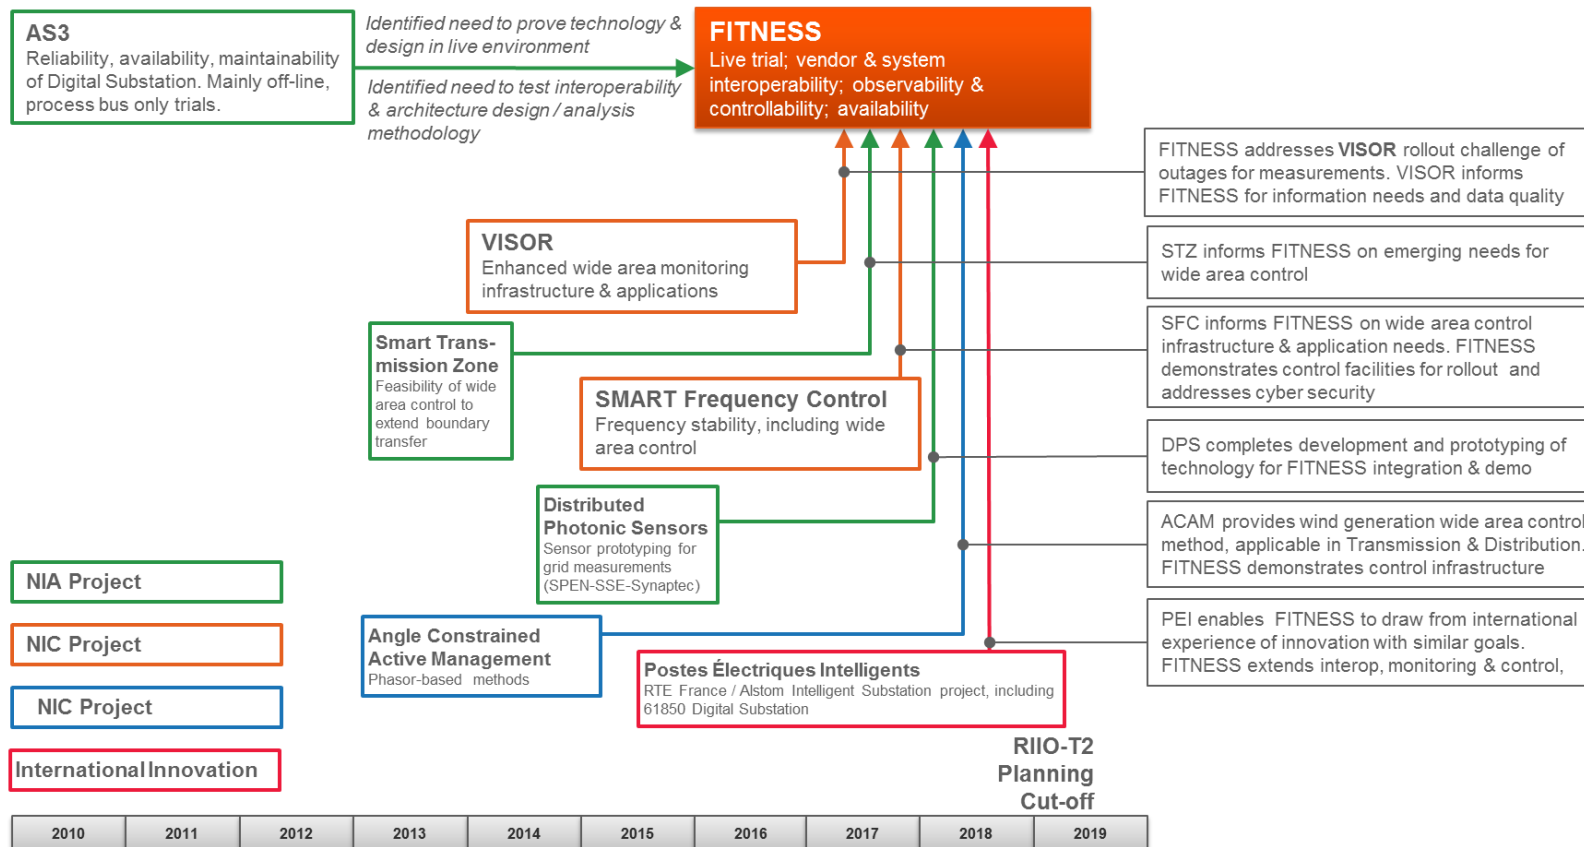 AS3
Reliability, availability, maintainability
of Digital Substation. Mainly off-line,
process bus only trials.
Identified need to prove technology &
design in live environment
Identified need to test interoperability
& architecture design / analysis
methodology
FITNESS
Live trial; vendor & system
interoperability; observability &
controllability; availability
FITNESS addresses VISOR rollout challenge of
outages for measurements. VISOR informs
FITNESS for information needs and data quality
VISOR
Enhanced wide area monitoring
infrastructure & applications
STZ informs FITNESS on emerging needs for
wide area control
Smart Trans-
mission Zone
Feasibility of wide
area control to
extend boundary
transfer
SFC informs FITNESS on wide area control
infrastructure & application needs. FITNESS
demonstrates control facilities for rollout and
addresses cyber security
SMART Frequency Control
Frequency stability, including wide
area control
DPS completes development and prototyping of
technology for FITNESS integration & demo
Distributed
Photonic Sensors
Sensor prototyping for
grid measurements
(SPEN-SSE-Synaptec)
ACAM provides wind generation wide area control
method, applicable in Transmission & Distribution.
FITNESS demonstrates control infrastructure
Angle Constrained
Active Management
Phasor-based methods
PEI enables FITNESS to draw from international
experience of innovation with similar goals.
FITNESS extends interop, monitoring & control,
Postes Électriques Intelligents
RTE France / Alstom Intelligent Substation project, including
61850 Digital Substation
NIA Project
NIC Project
NIC Project
International Innovation
RIIO-T2
Planning
Cut-off
2010 2011 2012 2013 2014 2015 2016 2017 2018 2019